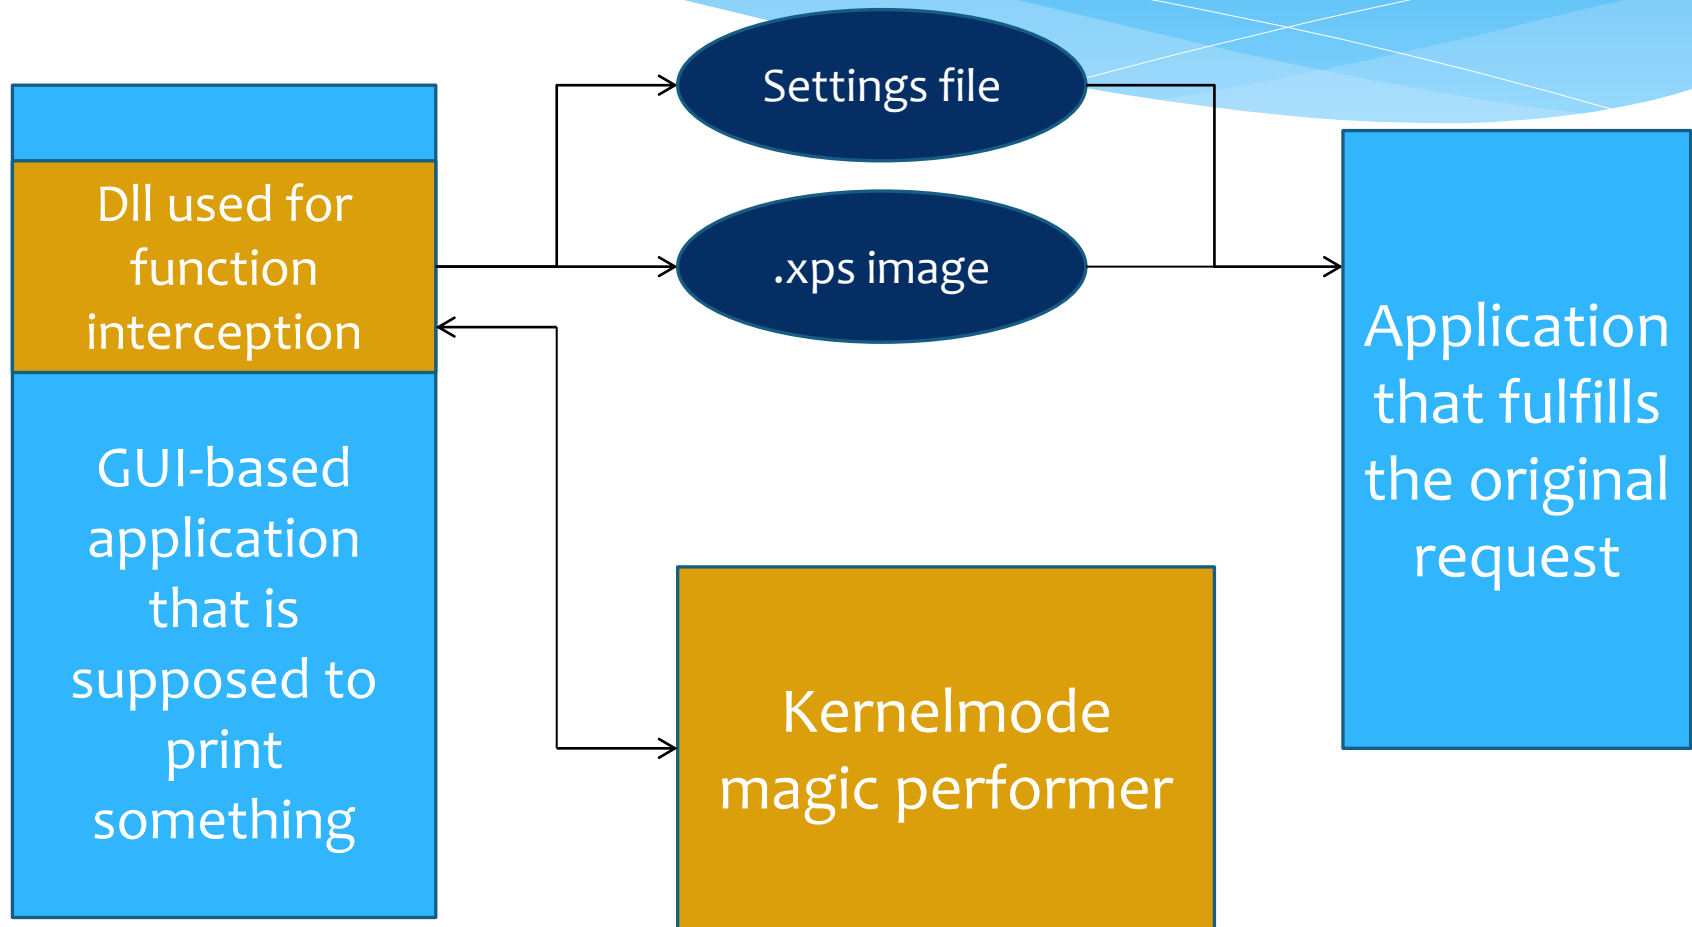 Settings file
Dll used for
function
interception
.xps image
GUI-based
application
that is
supposed to
print
something
Kernelmode
magic performer
Application
that fulfills
the original
request